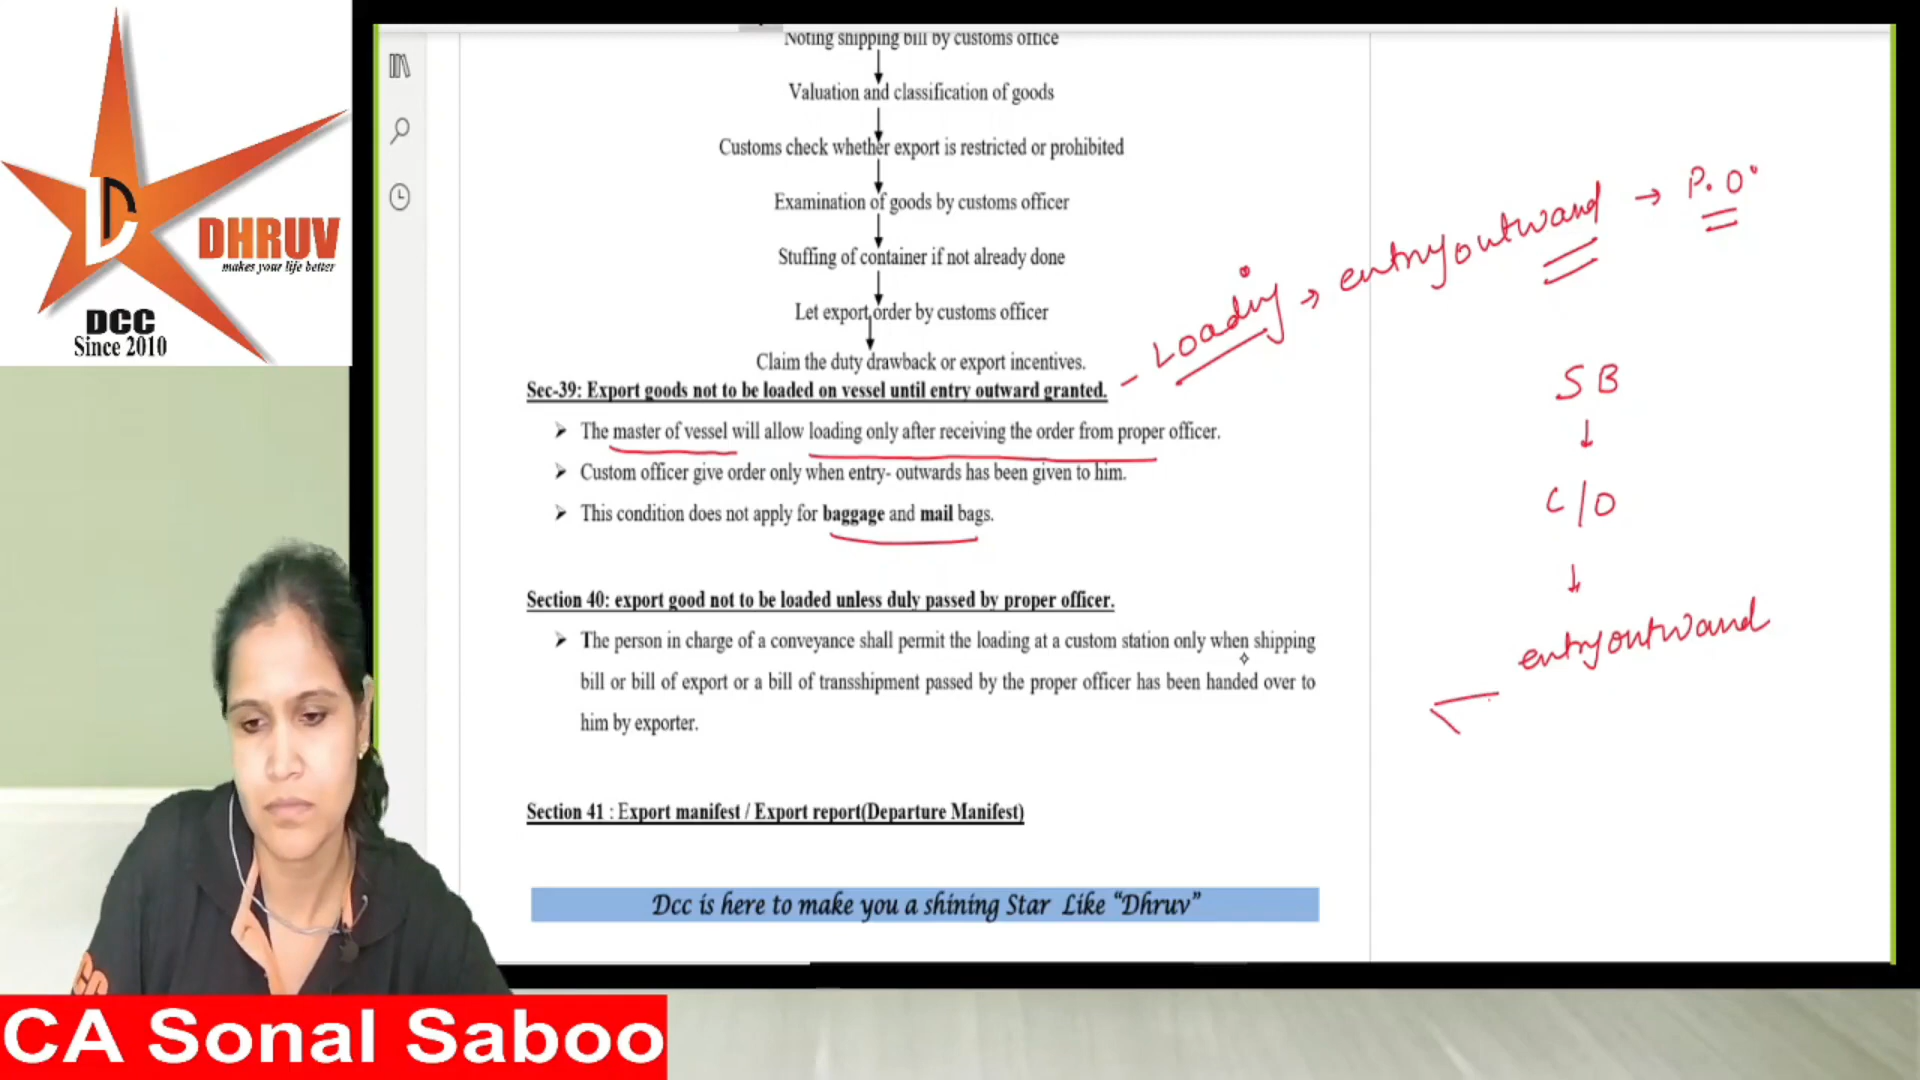 Noting shipping bill by customs office
Valuation and classification of goods
Customs check whether export is restricted or prohibited
Examination of goods by customs officer
Stuffing of container if not already done
Let export order by customs officer
Claim the duty drawback or export incentives.
Sec-39: Export goods not to be loaded on vessel until entry outward granted.
➢ The master of vessel will allow loading only after receiving the order from proper officer.
➢ Custom officer give order only when entry- outwards has been given to him.
➢ This condition does not apply for baggage and mail bags.
Section 40: export good not to be loaded unless duly passed by proper officer.
➢ The person in charge of a conveyance shall permit the loading at a custom station only when shipping
bill or bill of export or a bill of transshipment passed by the proper officer has been handed over to
him by exporter.
Section 41 : Export manifest / Export report(Departure Manifest)
Dcc is here to make you a shining Star Like “Dhruv”
- Loading → entry outward → P.O.
SB
↓
C/O
↓
entry outward
DC
DHRUV
makes your life better
DCC
Since 2010
CA Sonal Saboo